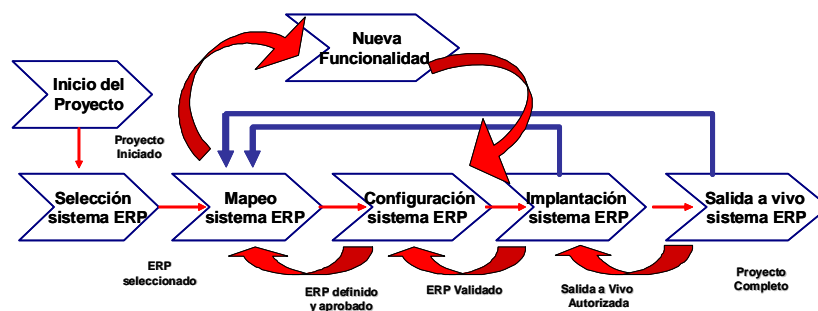 Nueva
Funcionalidad
Inicio del
Proyecto
Proyecto
Iniciado
Selección
sistema ERP
Mapeo
sistema ERP
Configuración
sistema ERP
Implantación
sistema ERP
Salida a vivo
sistema ERP
ERP
seleccionado
ERP definido
y aprobado
ERP Validado
Salida a Vivo
Autorizada
Proyecto
Completo